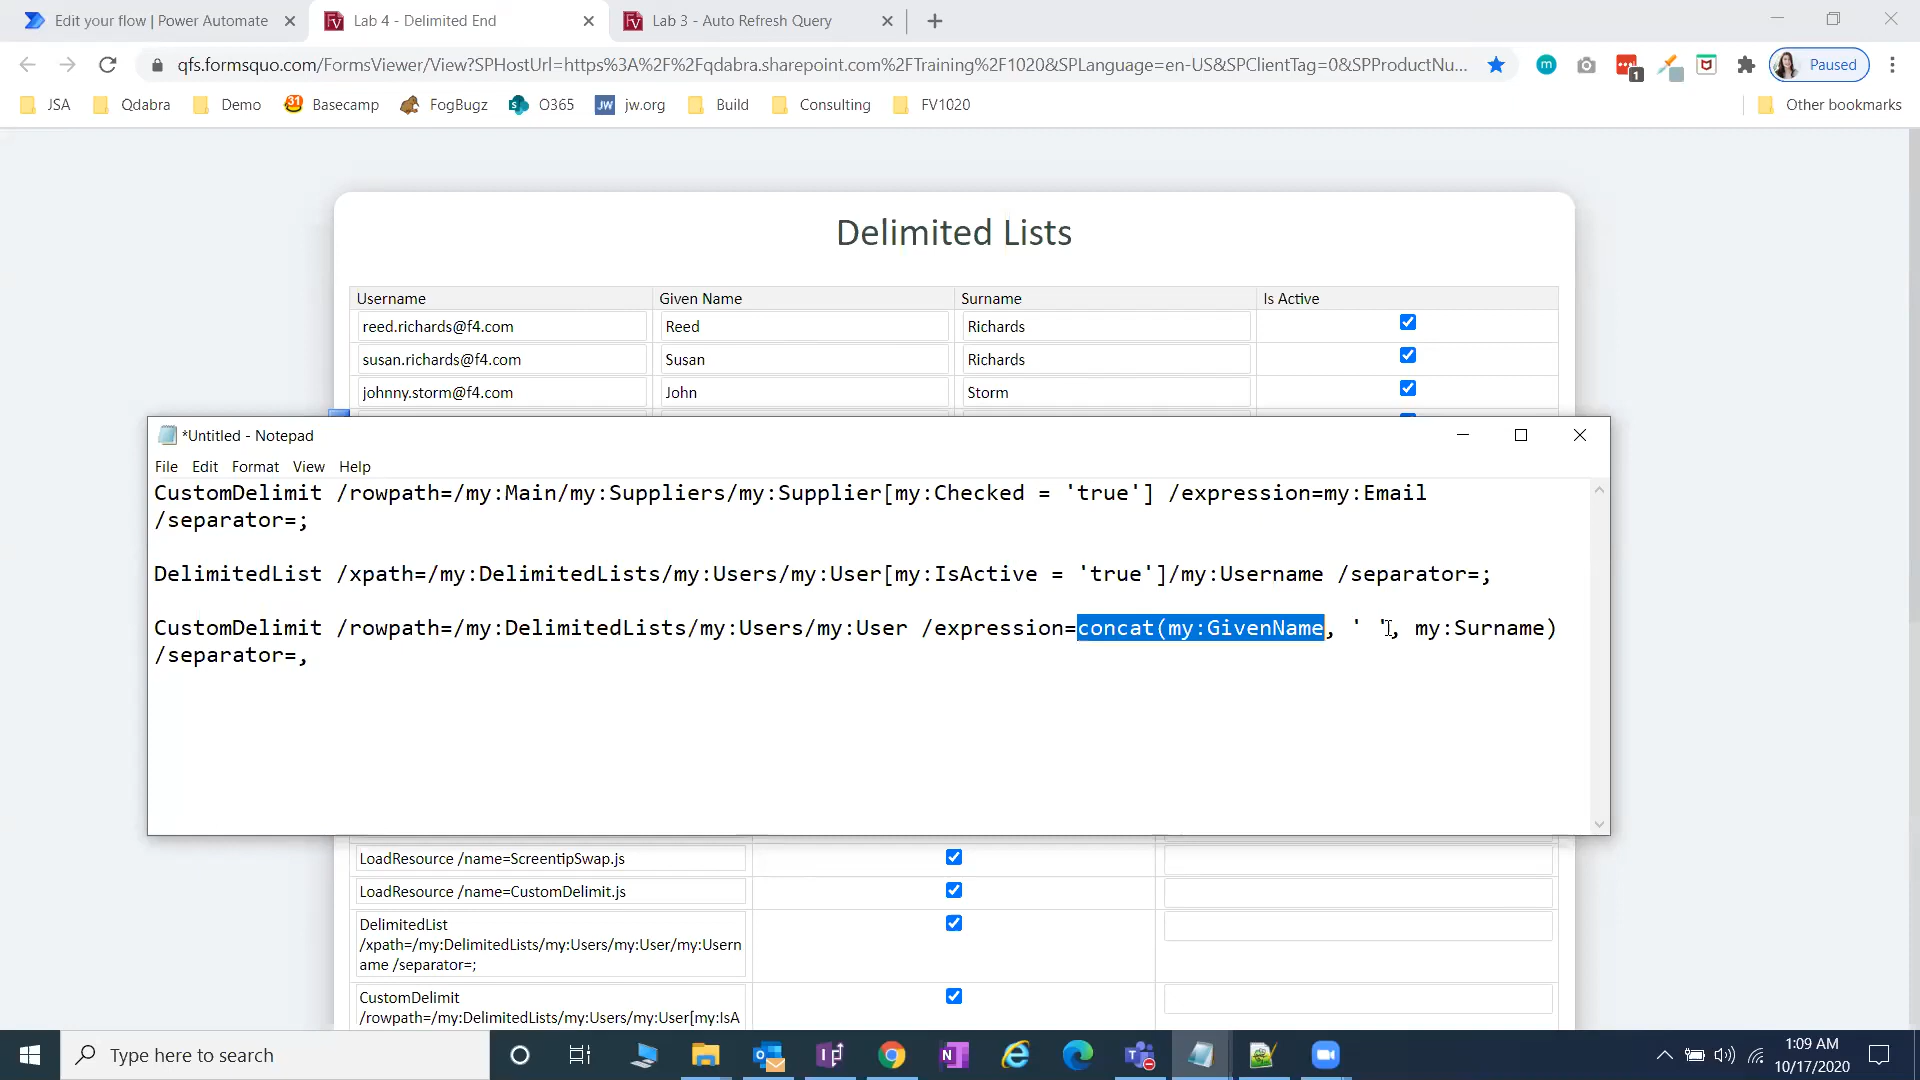 Edit your flow | Power Automate
Lab 4 - Delimited End
Lab 3 - Auto Refresh Query
qfs.formsquo.com/FormsViewer/View?SPHostUrl=https%3A%2F%2Fqdabra.sharepoint.com%2FTraining%2F1020&SPLanguage=en-US&SPClientTag=0&SPProductNu...
m
1
Paused
JSA
Qdabra
Demo
31 Basecamp
FogBugz
O365
JW jw.org
Build
Consulting
FV1020
Other bookmarks
Delimited Lists
Username Given Name Surname Is Active
reed.richards@f4.com Reed Richards
susan.richards@f4.com Susan Richards
johnny.storm@f4.com John Storm
*Untitled - Notepad
File Edit Format View Help
CustomDelimit /rowpath=/my:Main/my:Suppliers/my:Supplier[my:Checked = 'true'] /expression=my:Email
/separator=;
DelimitedList /xpath=/my:DelimitedLists/my:Users/my:User[my:IsActive = 'true']/my:Username /separator=;
CustomDelimit /rowpath=/my:DelimitedLists/my:Users/my:User /expression=concat(my:GivenName, ' ', my:Surname)
/separator=,
LoadResource /name=ScreentipSwap.js
LoadResource /name=CustomDelimit.js
DelimitedList
/xpath=/my:DelimitedLists/my:Users/my:User/my:Usern
ame /separator=;
CustomDelimit
/rowpath=/my:DelimitedLists/my:Users/my:User[my:IsA
Type here to search
1:09 AM
10/17/2020